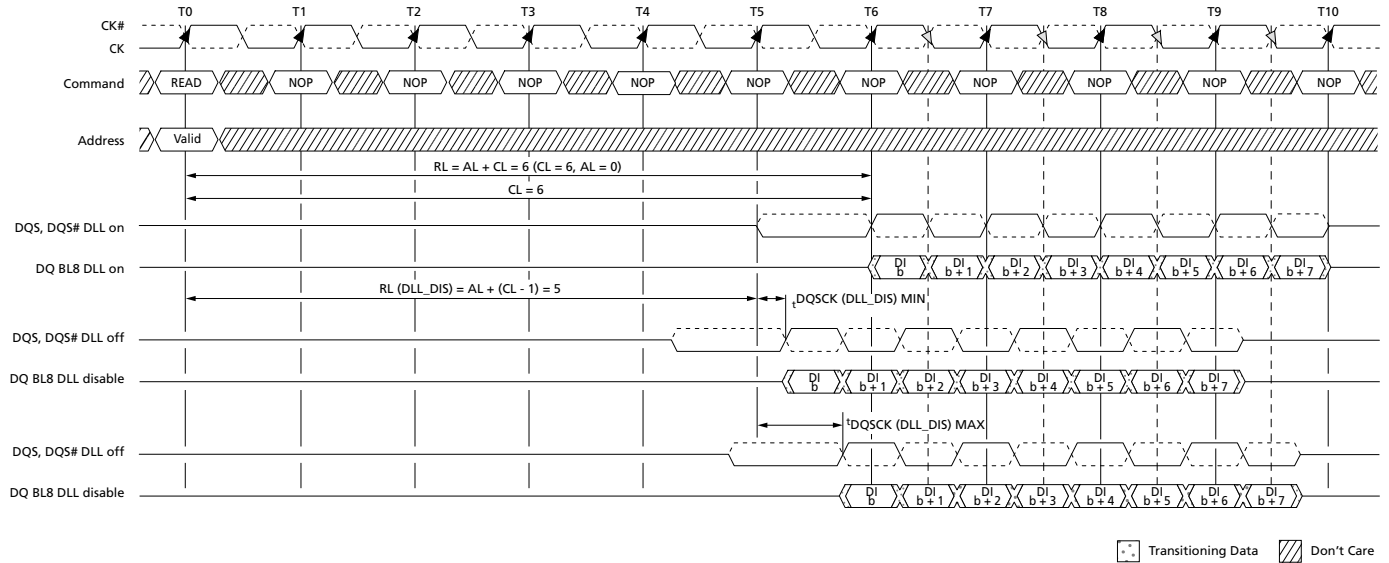 T0 T1 T2 T3 T4 T5 T6 T7 T8 T9 T10
CK#
CK
Command READ NOP NOP NOP NOP NOP NOP NOP NOP NOP NOP
Address Valid
RL = AL + CL = 6 (CL = 6, AL = 0)
CL = 6
DQS, DQS# DLL on
DQ BL8 DLL on DI b DI b + 1 DI b + 2 DI b + 3 DI b + 4 DI b + 5 DI b + 6 DI b + 7
RL (DLL_DIS) = AL + (CL - 1) = 5 tDQSCK (DLL_DIS) MIN
DQS, DQS# DLL off
DQ BL8 DLL disable DI b DI b + 1 DI b + 2 DI b + 3 DI b + 4 DI b + 5 DI b + 6 DI b + 7
tDQSCK (DLL_DIS) MAX
DQS, DQS# DLL off
DQ BL8 DLL disable DI b DI b + 1 DI b + 2 DI b + 3 DI b + 4 DI b + 5 DI b + 6 DI b + 7
Transitioning Data Don't Care